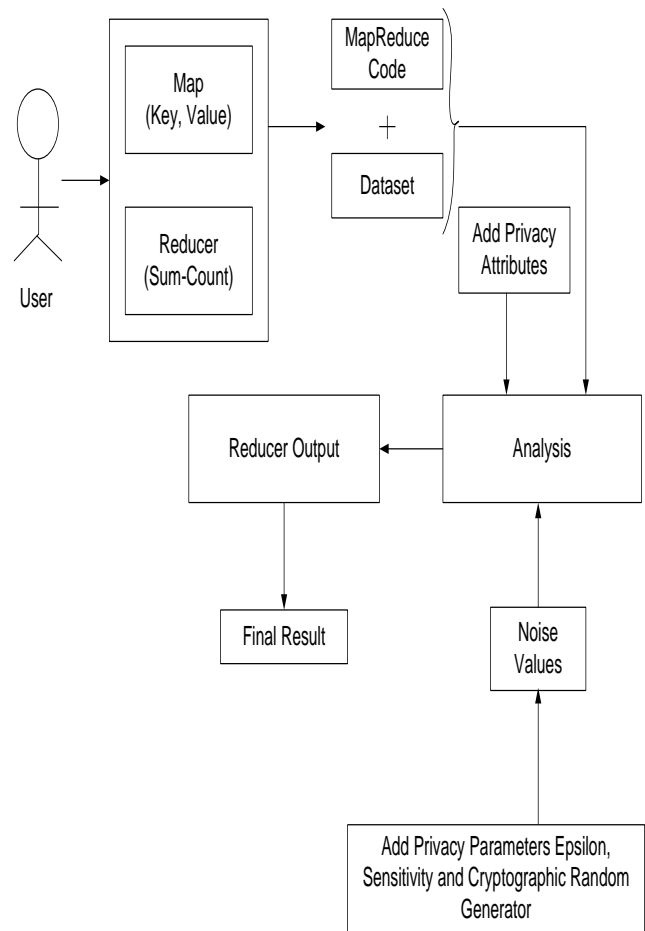 Map
(Key, Value)
Reducer
(Sum-Count)
User
MapReduce
Code
+
Dataset
Add Privacy
Attributes
Analysis
Reducer Output
Final Result
Noise
Values
Add Privacy Parameters Epsilon,
Sensitivity and Cryptographic Random
Generator